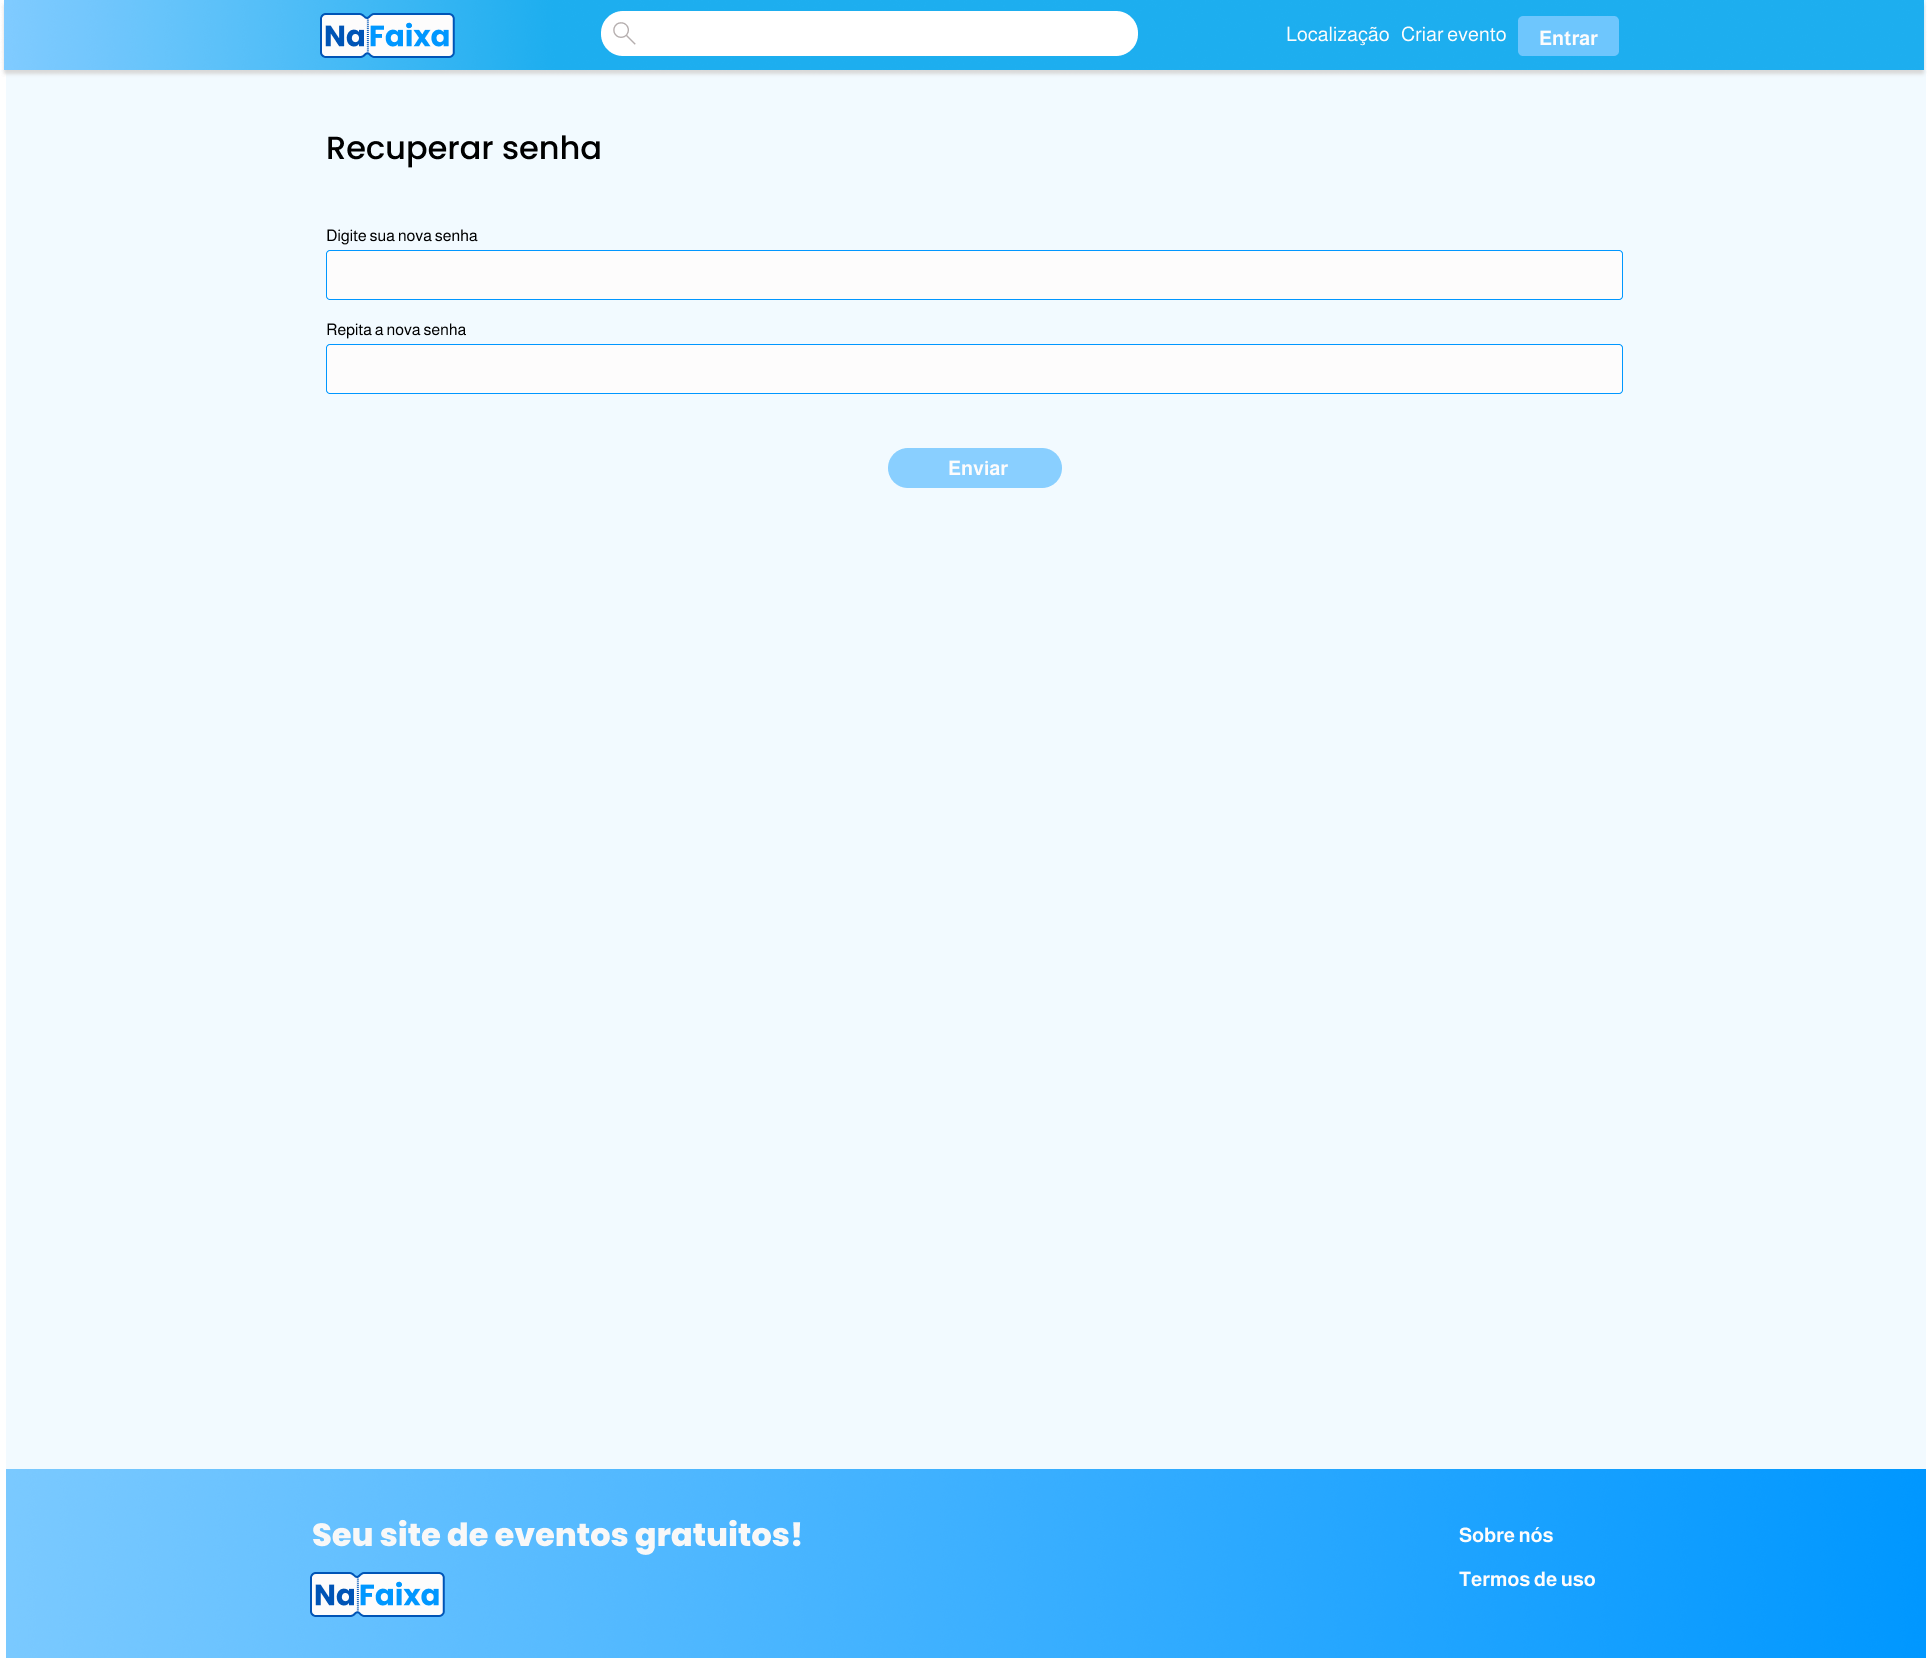 NaFaixa
Localização Criar evento Entrar
Recuperar senha
Digite sua nova senha
Repita a nova senha
Enviar
Seu site de eventos gratuitos!
Sobre nós
NaFaixa
Termos de uso